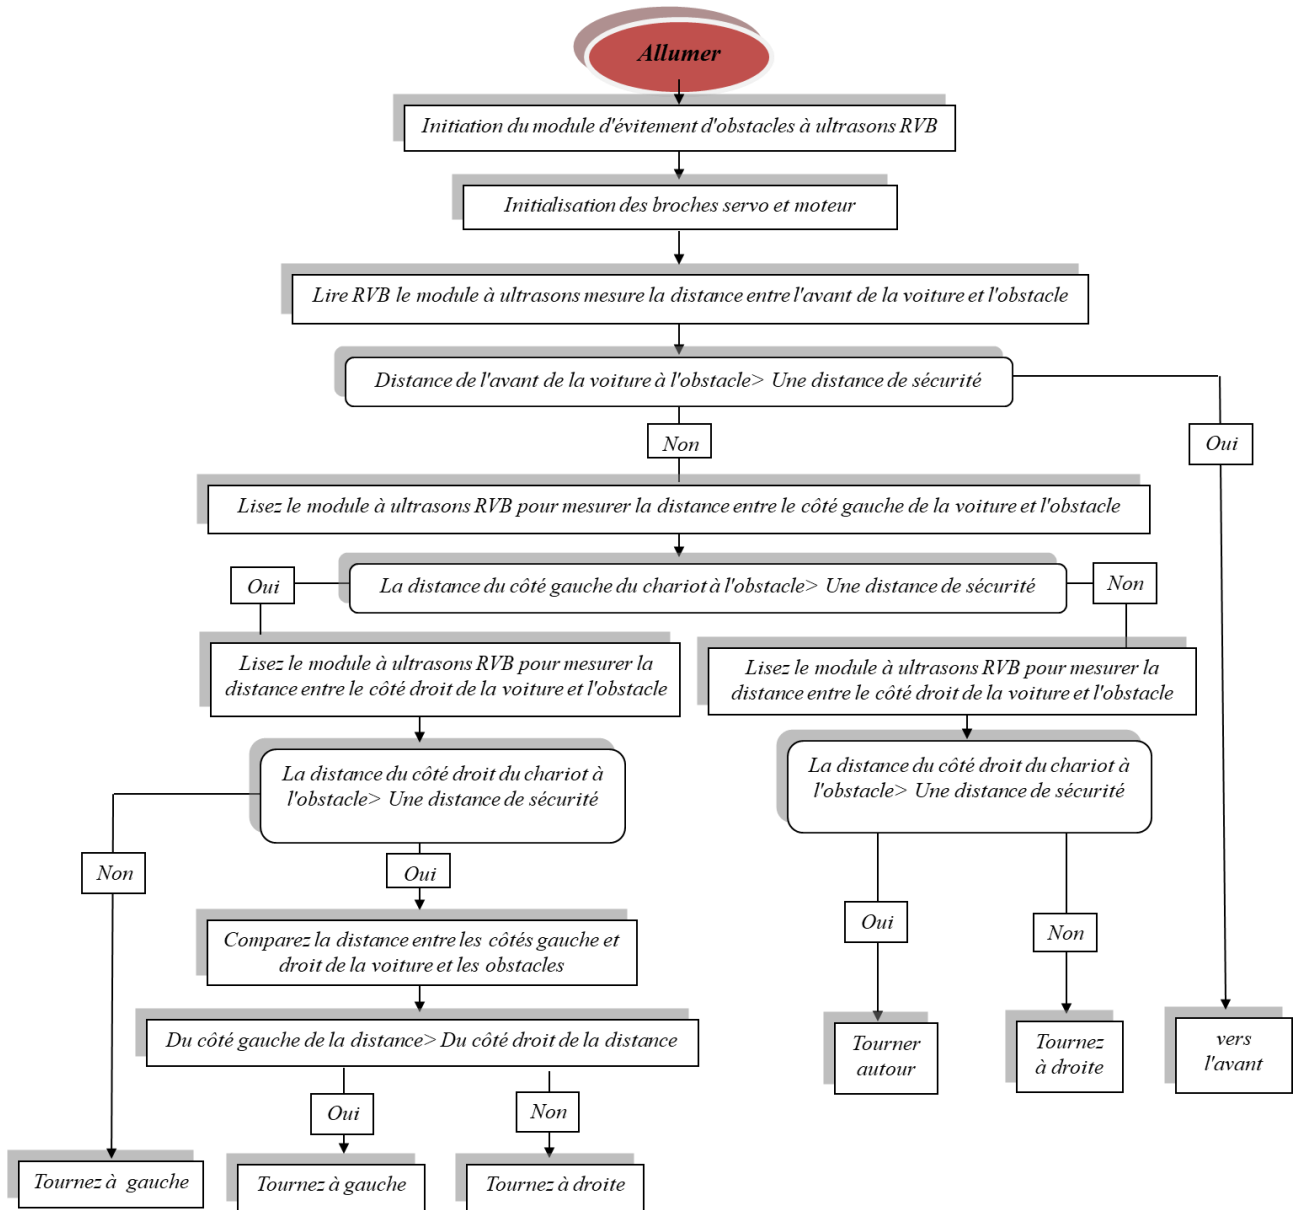 Allumer
Initiation du module d'évitement d'obstacles à ultrasons RVB
Initialisation des broches servo et moteur
Lire RVB le module à ultrasons mesure la distance entre l'avant de la voiture et l'obstacle
Distance de l'avant de la voiture à l'obstacle> Une distance de sécurité
Non
Oui
Lisez le module à ultrasons RVB pour mesurer la distance entre le côté gauche de la voiture et l'obstacle
Oui
La distance du côté gauche du chariot à l'obstacle> Une distance de sécurité
Non
Lisez le module à ultrasons RVB pour mesurer la
distance entre le côté droit de la voiture et l'obstacle
Lisez le module à ultrasons RVB pour mesurer la
distance entre le côté droit de la voiture et l'obstacle
La distance du côté droit du chariot à
l'obstacle> Une distance de sécurité
La distance du côté droit du chariot à
l'obstacle> Une distance de sécurité
Non
Oui
Oui
Non
Comparez la distance entre les côtés gauche et
droit de la voiture et les obstacles
Du côté gauche de la distance> Du côté droit de la distance
Tourner
autour
Tournez
à droite
vers
l'avant
Oui
Non
Tournez à gauche
Tournez à gauche
Tournez à droite